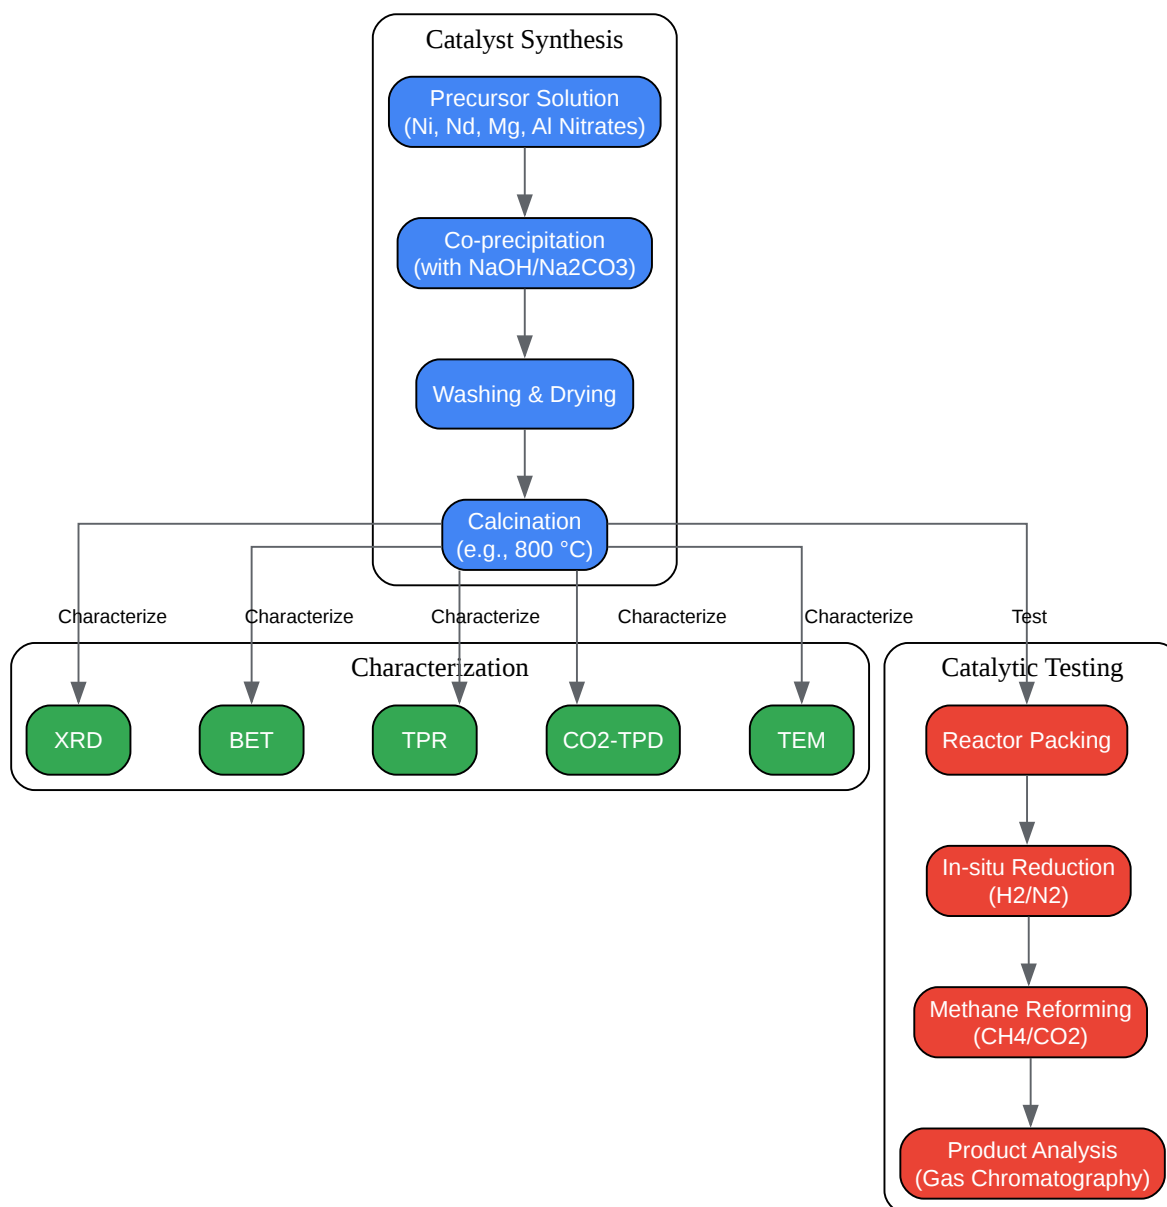 Catalyst Synthesis
Precursor Solution
(Ni, Nd, Mg, Al Nitrates)
Co-precipitation
(with NaOH/Na2CO3)
Washing & Drying
Calcination
(e.g., 800 °C)
Characterize
Characterize
Characterize
Characterize
Characterize
Test
Characterization
Catalytic Testing
XRD
BET
TPR
CO2-TPD
TEM
Reactor Packing
In-situ Reduction
(H2/N2)
Methane Reforming
(CH4/CO2)
Product Analysis
(Gas Chromatography)